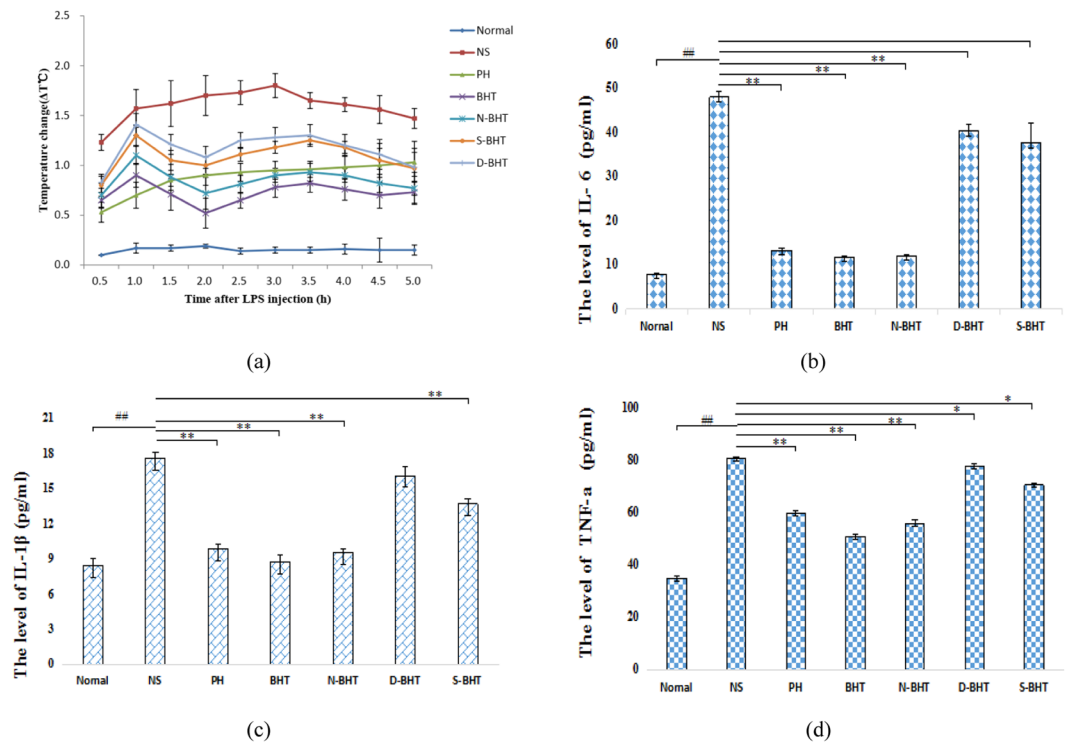 2.5
2.0
1.5
1.0
0.5
0.0
Temperature change(ΔT℃)
0.5 1.0 1.5 2.0 2.5 3.0 3.5 4.0 4.5 5.0
Time after LPS injection (h)
Normal
NS
PH
BHT
N-BHT
S-BHT
D-BHT
(a)
60
50
40
30
20
10
0
The level of IL- 6 (pg/ml)
##
**
**
**
Nornal NS PH BHT N-BHT D-BHT S-BHT
(b)
21
18
15
12
9
6
3
0
The level of IL-1β (pg/ml)
##
**
**
**
**
Nomal NS PH BHT N-BHT D-BHT S-BHT
(c)
100
80
60
40
20
0
The level of TNF-a (pg/ml)
##
**
**
**
*
*
Nomal NS PH BHT N-BHT D-BHT S-BHT
(d)